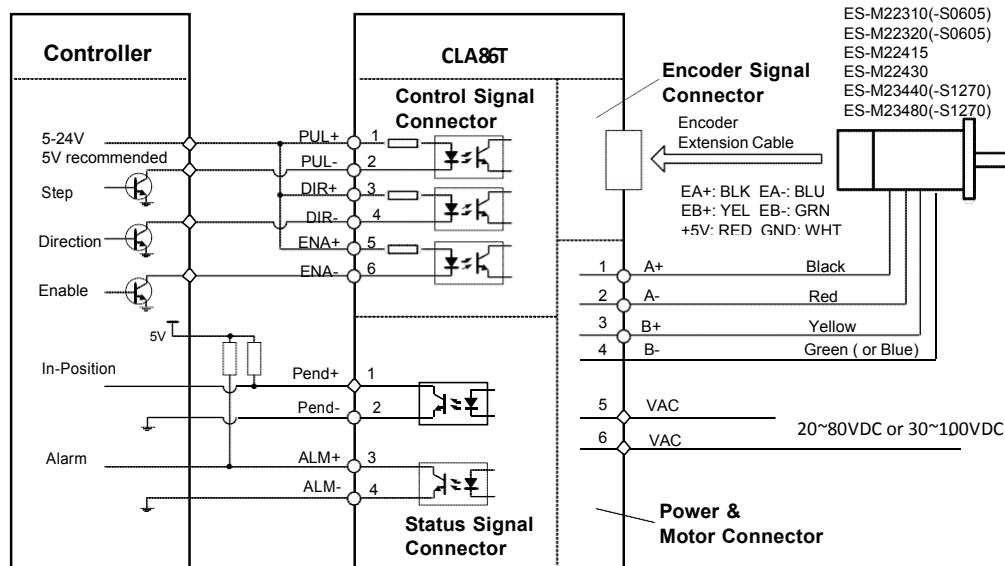 ES-M22310(-S0605)
ES-M22320(-S0605)
ES-M22415
ES-M22430
ES-M23440(-S1270)
ES-M23480(-S1270)
Controller
CLA86T
Control Signal
Connector
Encoder Signal
Connector
Encoder
Extension Cable
EA+: BLK EA-: BLU
EB+: YEL EB-: GRN
+5V: RED GND: WHT
5-24V
5V recommended
Step
Direction
Enable
PUL+ 1
PUL- 2
DIR+ 3
DIR- 4
ENA+ 5
ENA- 6
1 A+ Black
2 A- Red
3 B+ Yellow
4 B- Green ( or Blue)
5V
In-Position
Pend+ 1
Pend- 2
Alarm
ALM+ 3
ALM- 4
5 VAC
6 VAC
20~80VDC or 30~100VDC
Status Signal
Connector
Power &
Motor Connector